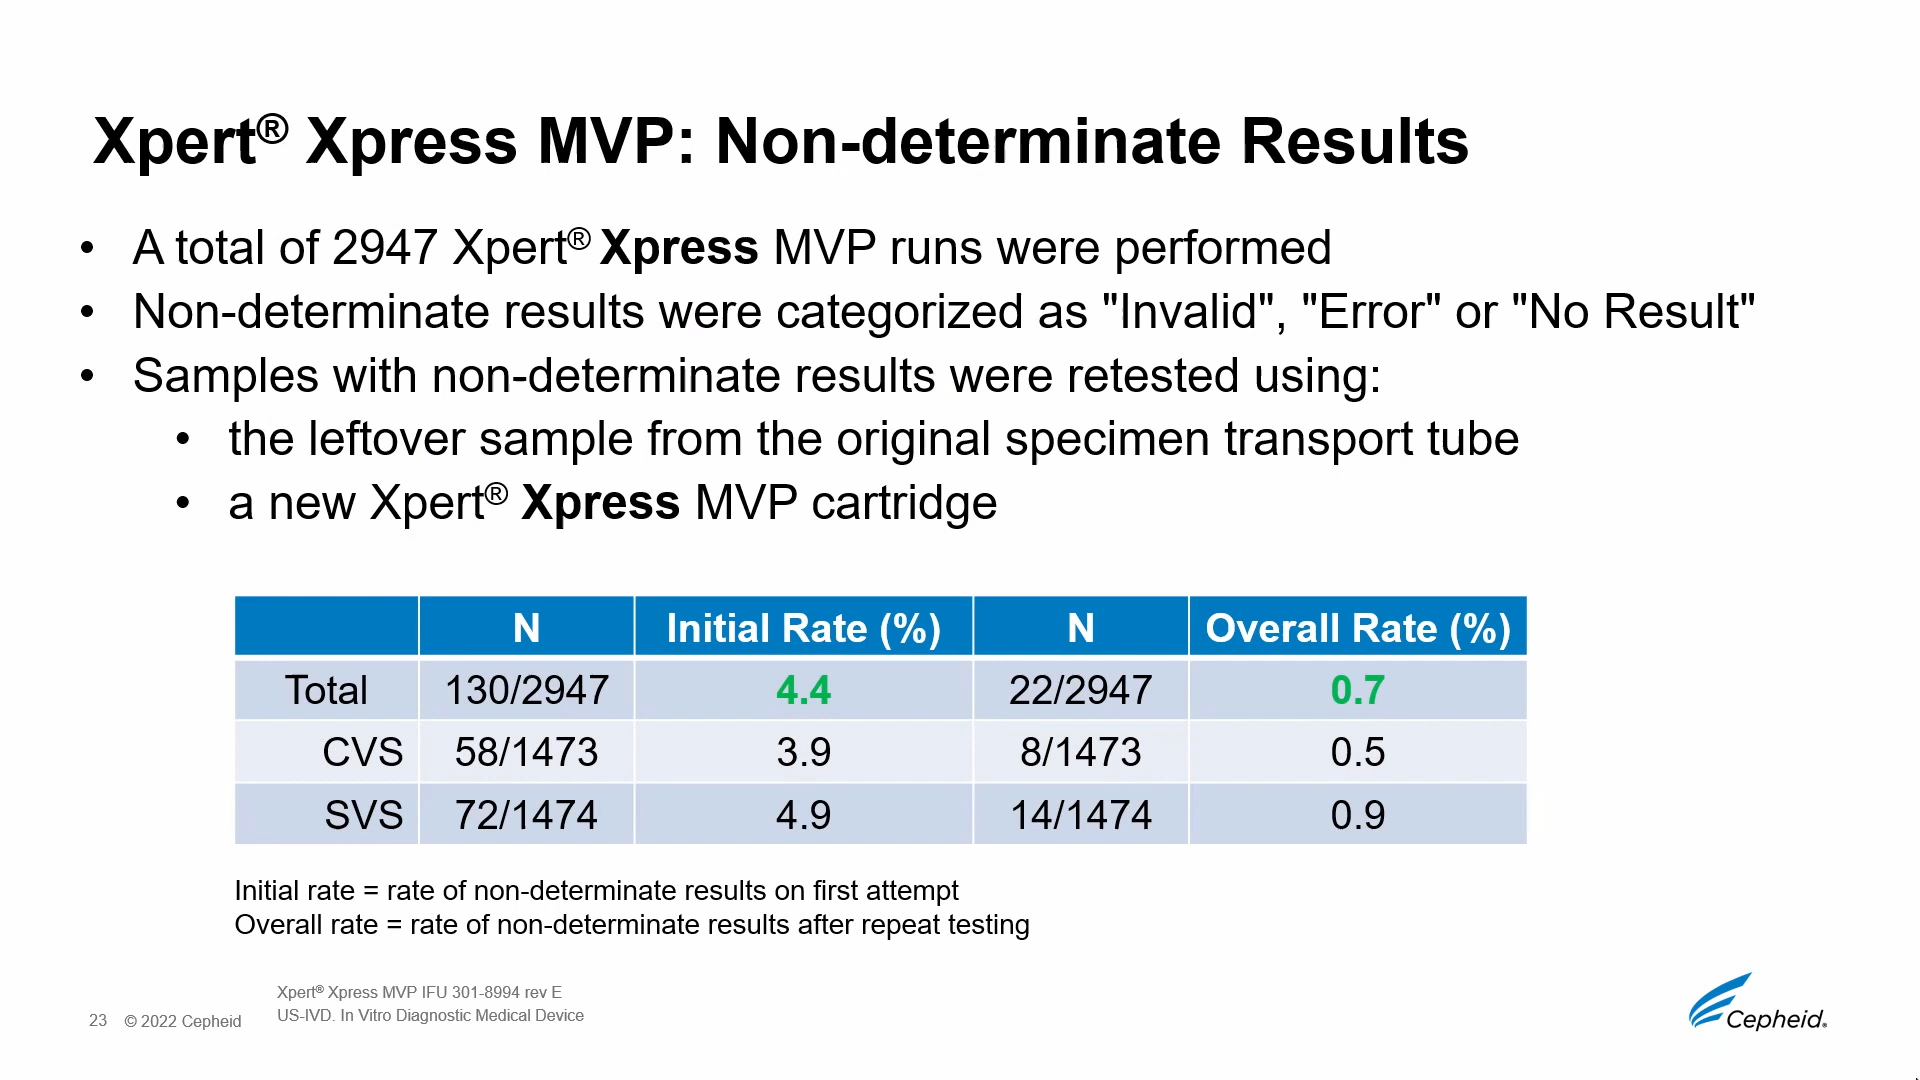 Xpert® Xpress MVP: Non-determinate Results
• A total of 2947 Xpert® Xpress MVP runs were performed
• Non-determinate results were categorized as "Invalid", "Error" or "No Result"
• Samples with non-determinate results were retested using:
• the leftover sample from the original specimen transport tube
• a new Xpert® Xpress MVP cartridge
N Initial Rate (%) N Overall Rate (%)
Total 130/2947 4.4 22/2947 0.7
CVS 58/1473 3.9 8/1473 0.5
SVS 72/1474 4.9 14/1474 0.9
Initial rate = rate of non-determinate results on first attempt
Overall rate = rate of non-determinate results after repeat testing
Xpert® Xpress MVP IFU 301-8994 rev E
US-IVD. In Vitro Diagnostic Medical Device
23 © 2022 Cepheid
Cepheid®